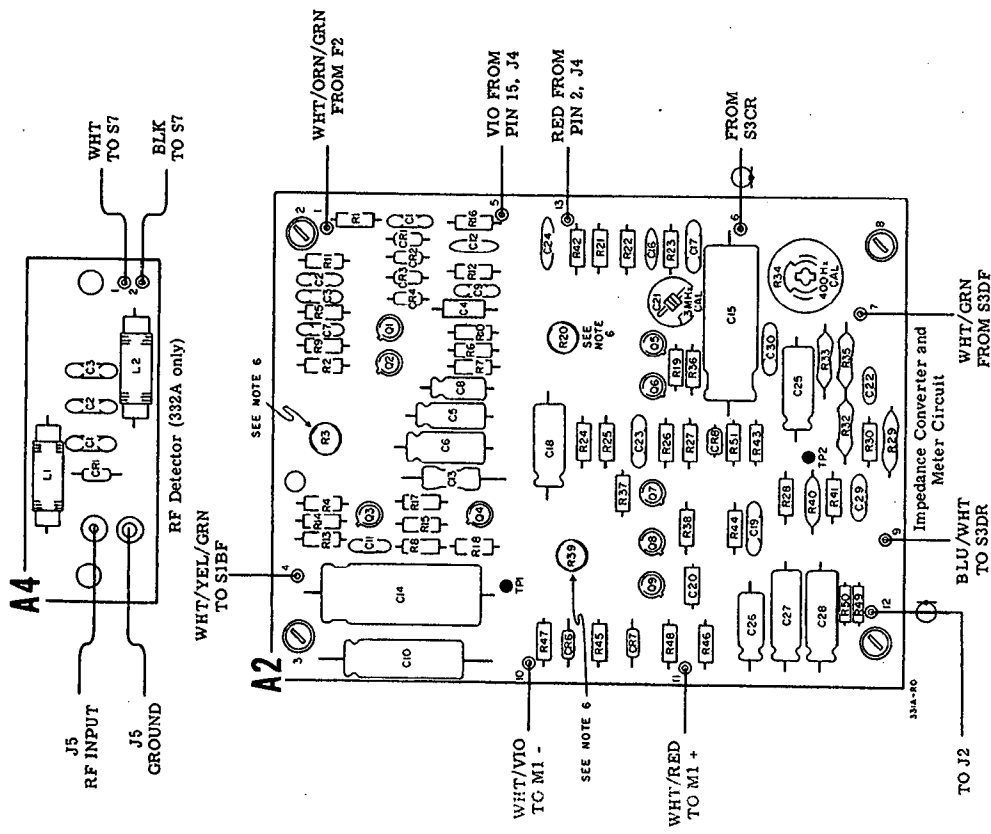 A4
J5
RF INPUT
J5
GROUND
L1
CR1
C1
C2
C3
L2
1
2
WHT
TO S7
BLK
TO S7
RF Detector (332A only)
WHT/YEL/GRN
TO S1BF
SEE NOTE 6
WHT/ORN/GRN
FROM F2
A2
3
4
2
1
C10
C14
R13
R14
R4
R3
R2
R9
C7
R5
C3
C2
R11
R1
C11
Q3
Q2
Q1
R8
R15
R17
CR4
CR3
CR2
CR1
C1
C13
C6
C5
C8
C4
R18
Q4
R7
R6
R10
C9
R12
C12
R16
TP1
5
VIO FROM
PIN 15, J4
WHT/VIO
TO M1 -
10
R39
SEE NOTE 6
C18
R20
SEE
NOTE
6
C24
13
RED FROM
PIN 2, J4
R47
CR6
R45
CR7
R48
R46
R24
R25
C23
R26
R27
CR8
R51
R43
R42
R21
R22
C16
R23
C17
R37
Q9
Q8
Q7
Q6
Q5
C21
3MHz
CAL
C20
R38
R19
R36
11
WHT/RED
TO M1 +
R44
C19
C15
6
FROM
S3CR
C26
C27
C28
R28
R40
R41
C29
TP2
C25
C30
R34
400Hz
CAL
R33
R35
R32
C22
R30
R29
R50
R49
12
9
7
8
331A-RO
TO J2
BLU/WHT
TO S3DR
Impedance Converter and
Meter Circuit
WHT/GRN
FROM S3DF